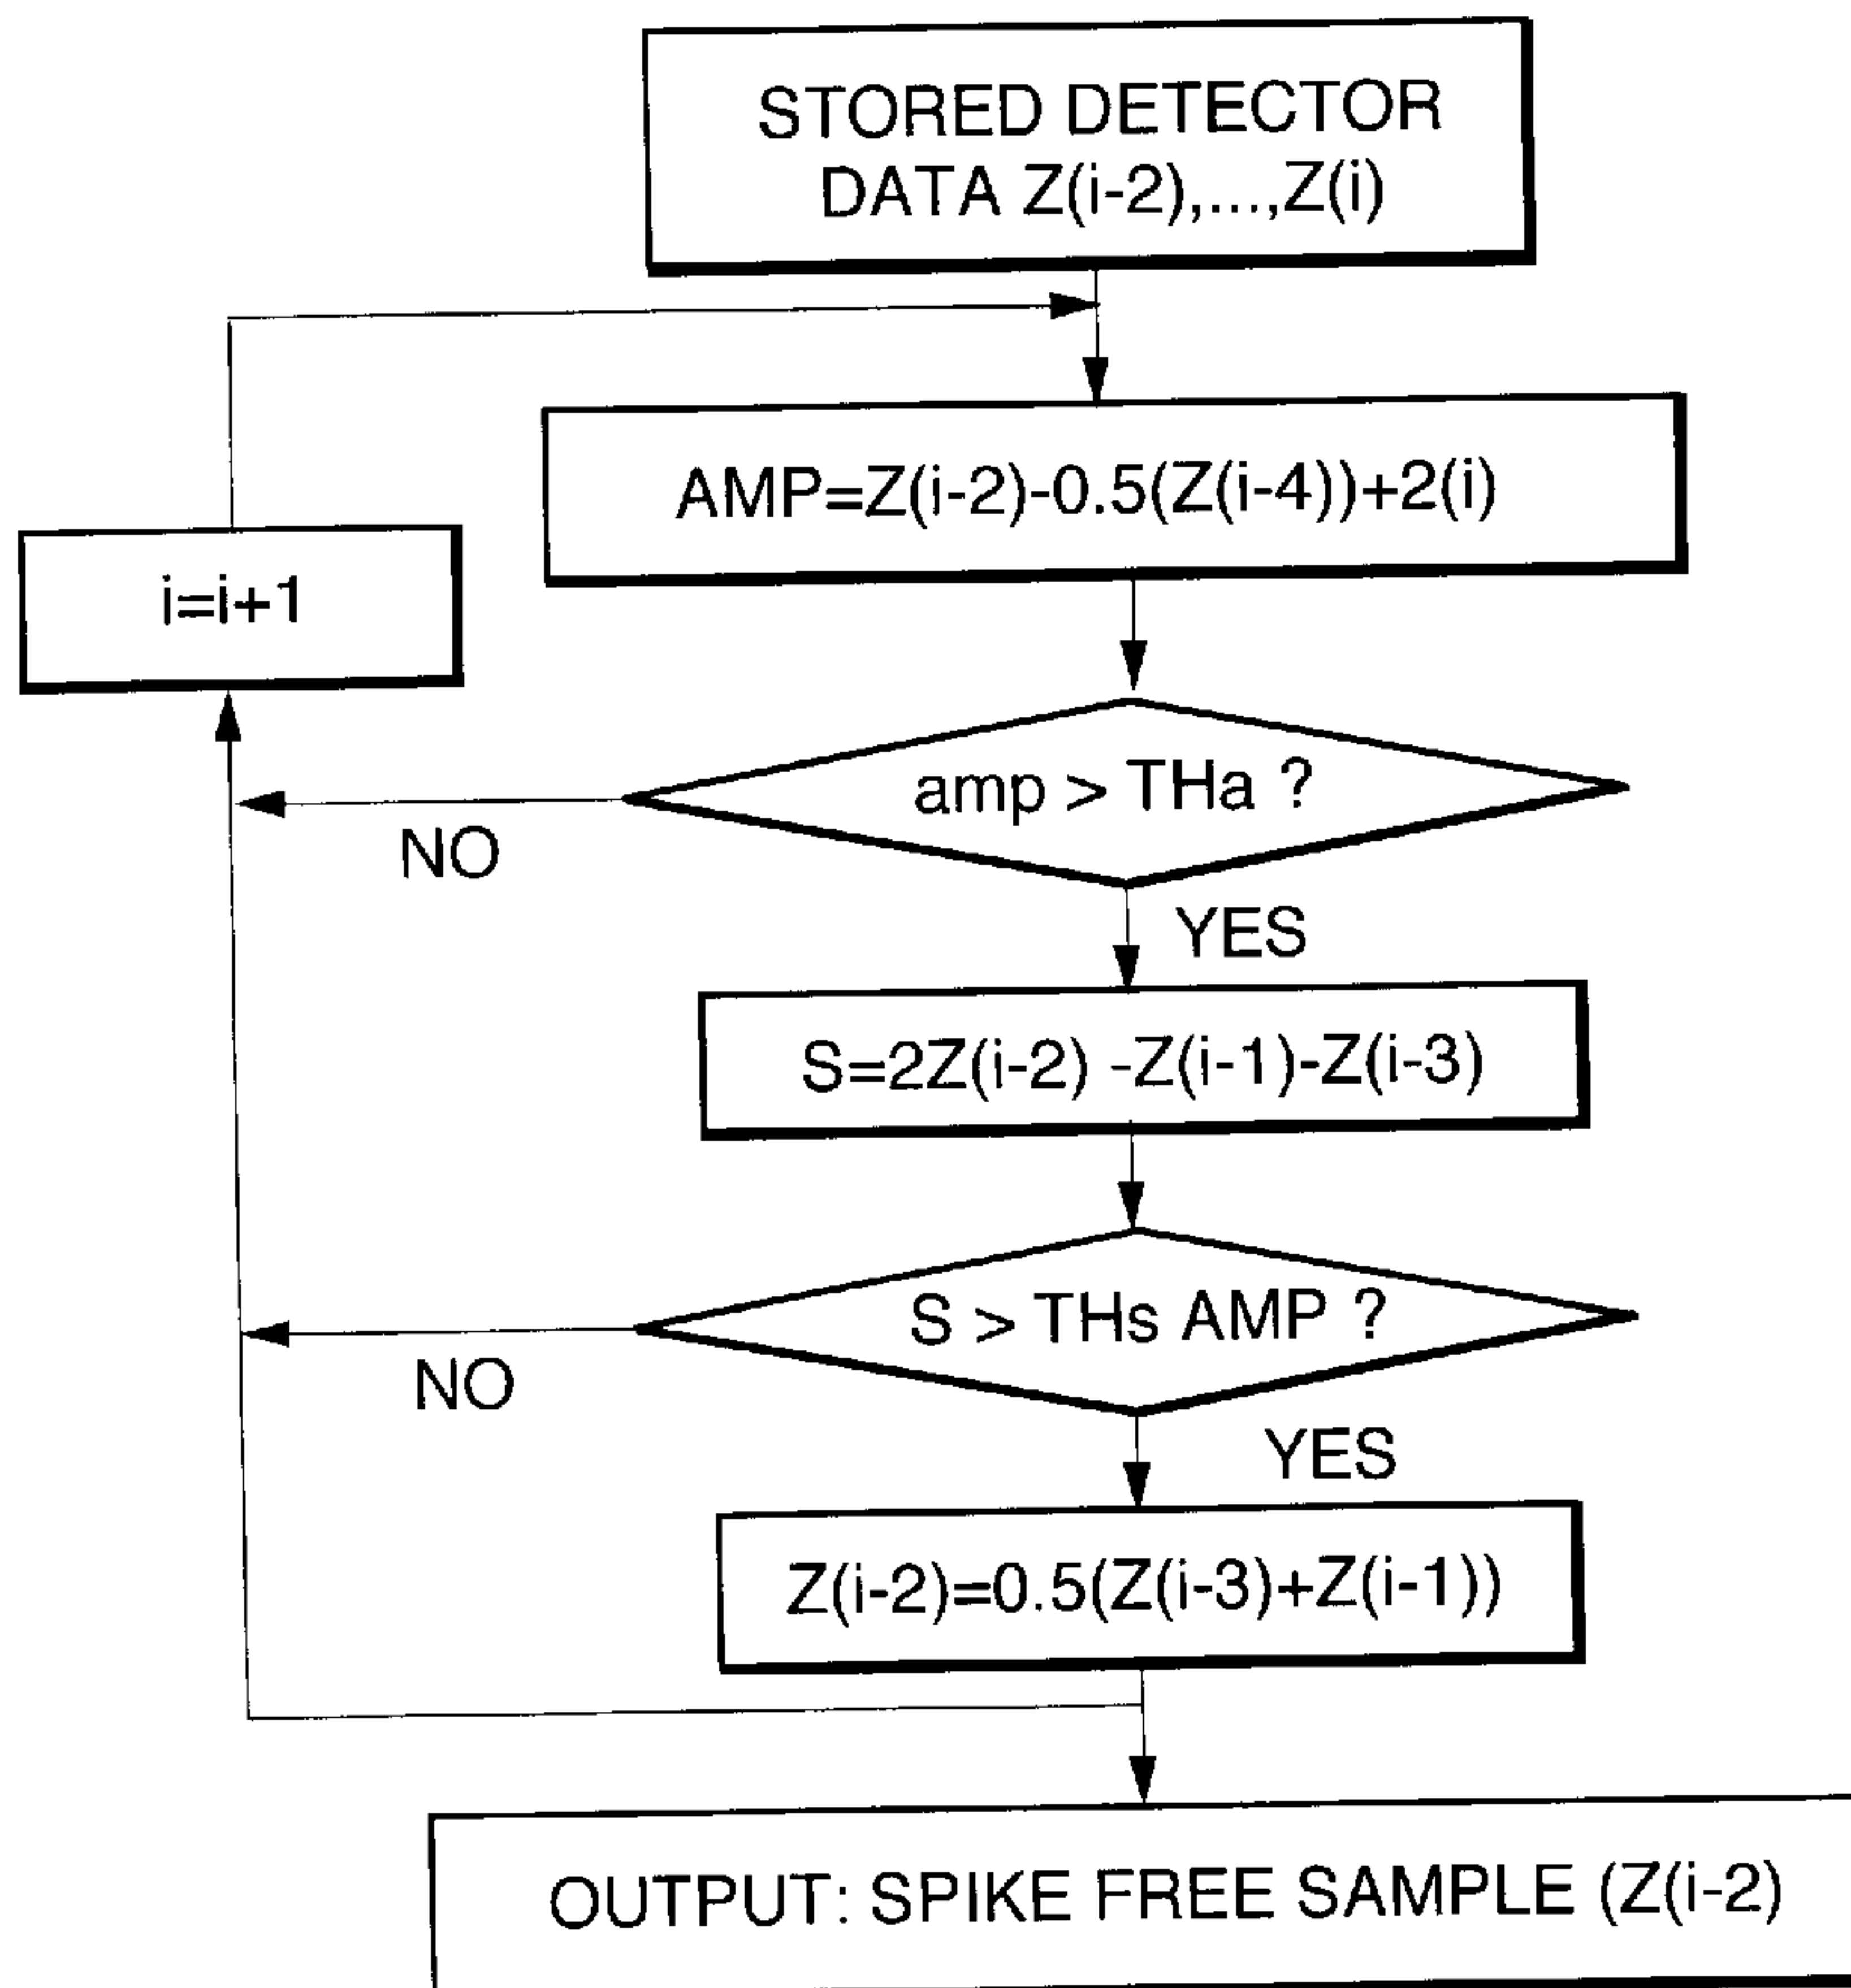 STORED DETECTOR
DATA Z(i-2),...,Z(i)
AMP=Z(i-2)-0.5(Z(i-4))+2(i)
i=i+1
amp > THa ?
NO
YES
S=2Z(i-2) -Z(i-1)-Z(i-3)
S > THs AMP ?
NO
YES
Z(i-2)=0.5(Z(i-3)+Z(i-1))
OUTPUT: SPIKE FREE SAMPLE (Z(i-2)